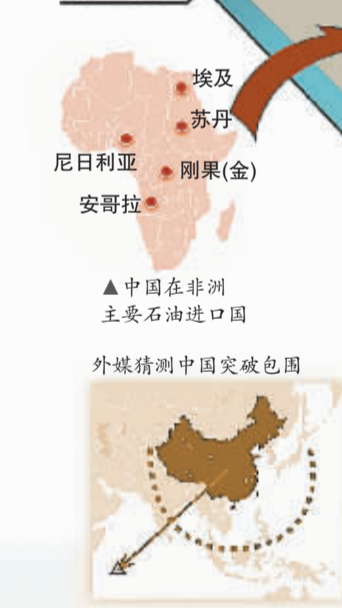 埃及
苏丹
尼日利亚
刚果(金)
安哥拉
▲中国在非洲
主要石油进口国
外媒猜测中国突破包围